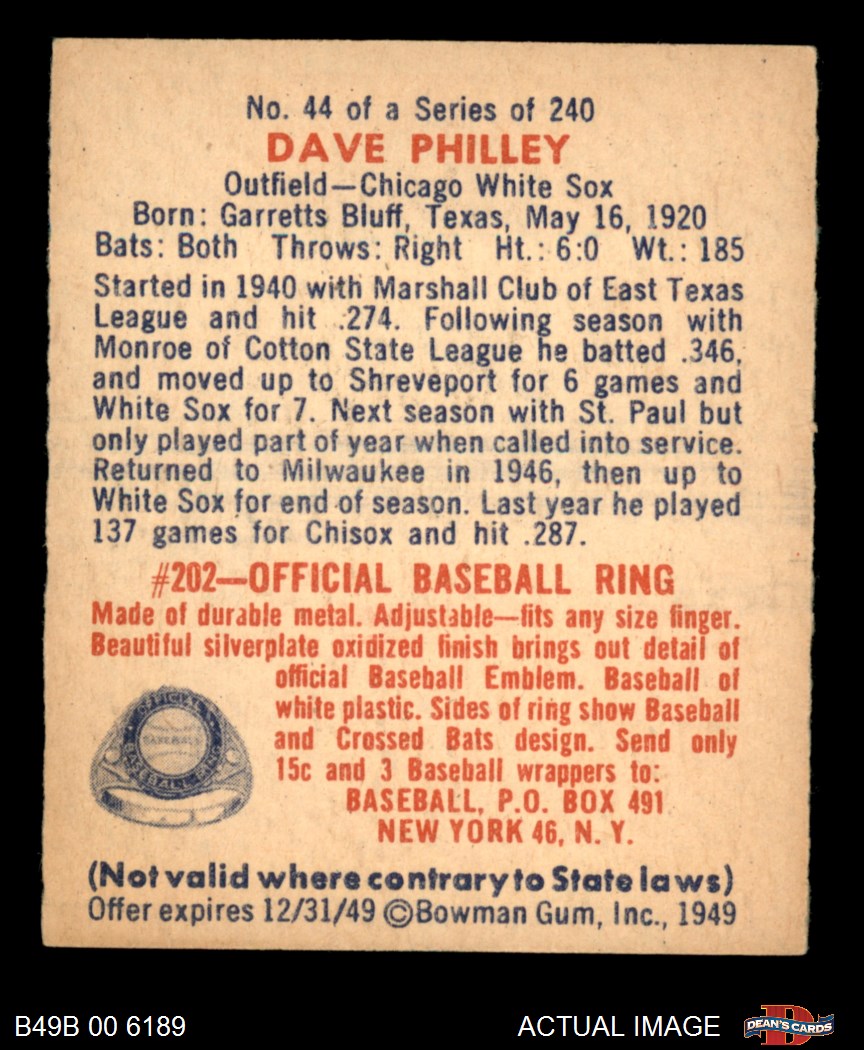 No. 44 of a Series of 240
DAVE PHILLEY
Outfield—Chicago White Sox
Born: Garretts Bluff, Texas, May 16, 1920
Bats: Both Throws: Right Ht.: 6:0 Wt.: 185
Started in 1940 with Marshall Club of East Texas
League and hit .274. Following season with
Monroe of Cotton State League he batted .346,
and moved up to Shreveport for 6 games and
White Sox for 7. Next season with St. Paul but
only played part of year when called into service.
Returned to Milwaukee in 1946, then up to
White Sox for end of season. Last year he played
137 games for Chisox and hit .287.
#202—OFFICIAL BASEBALL RING
Made of durable metal. Adjustable—fits any size finger.
Beautiful silverplate oxidized finish brings out detail of
official Baseball Emblem. Baseball of
white plastic. Sides of ring show Baseball
and Crossed Bats design. Send only
15c and 3 Baseball wrappers to:
BASEBALL, P.O. BOX 491
NEW YORK 46, N. Y.
OFFICIAL
BASEBALL
BASEBALL RING
(Not valid where contrary to State laws)
Offer expires 12/31/49 ©Bowman Gum, Inc., 1949
B49B 00 6189
ACTUAL IMAGE
D
DEAN'S CARDS